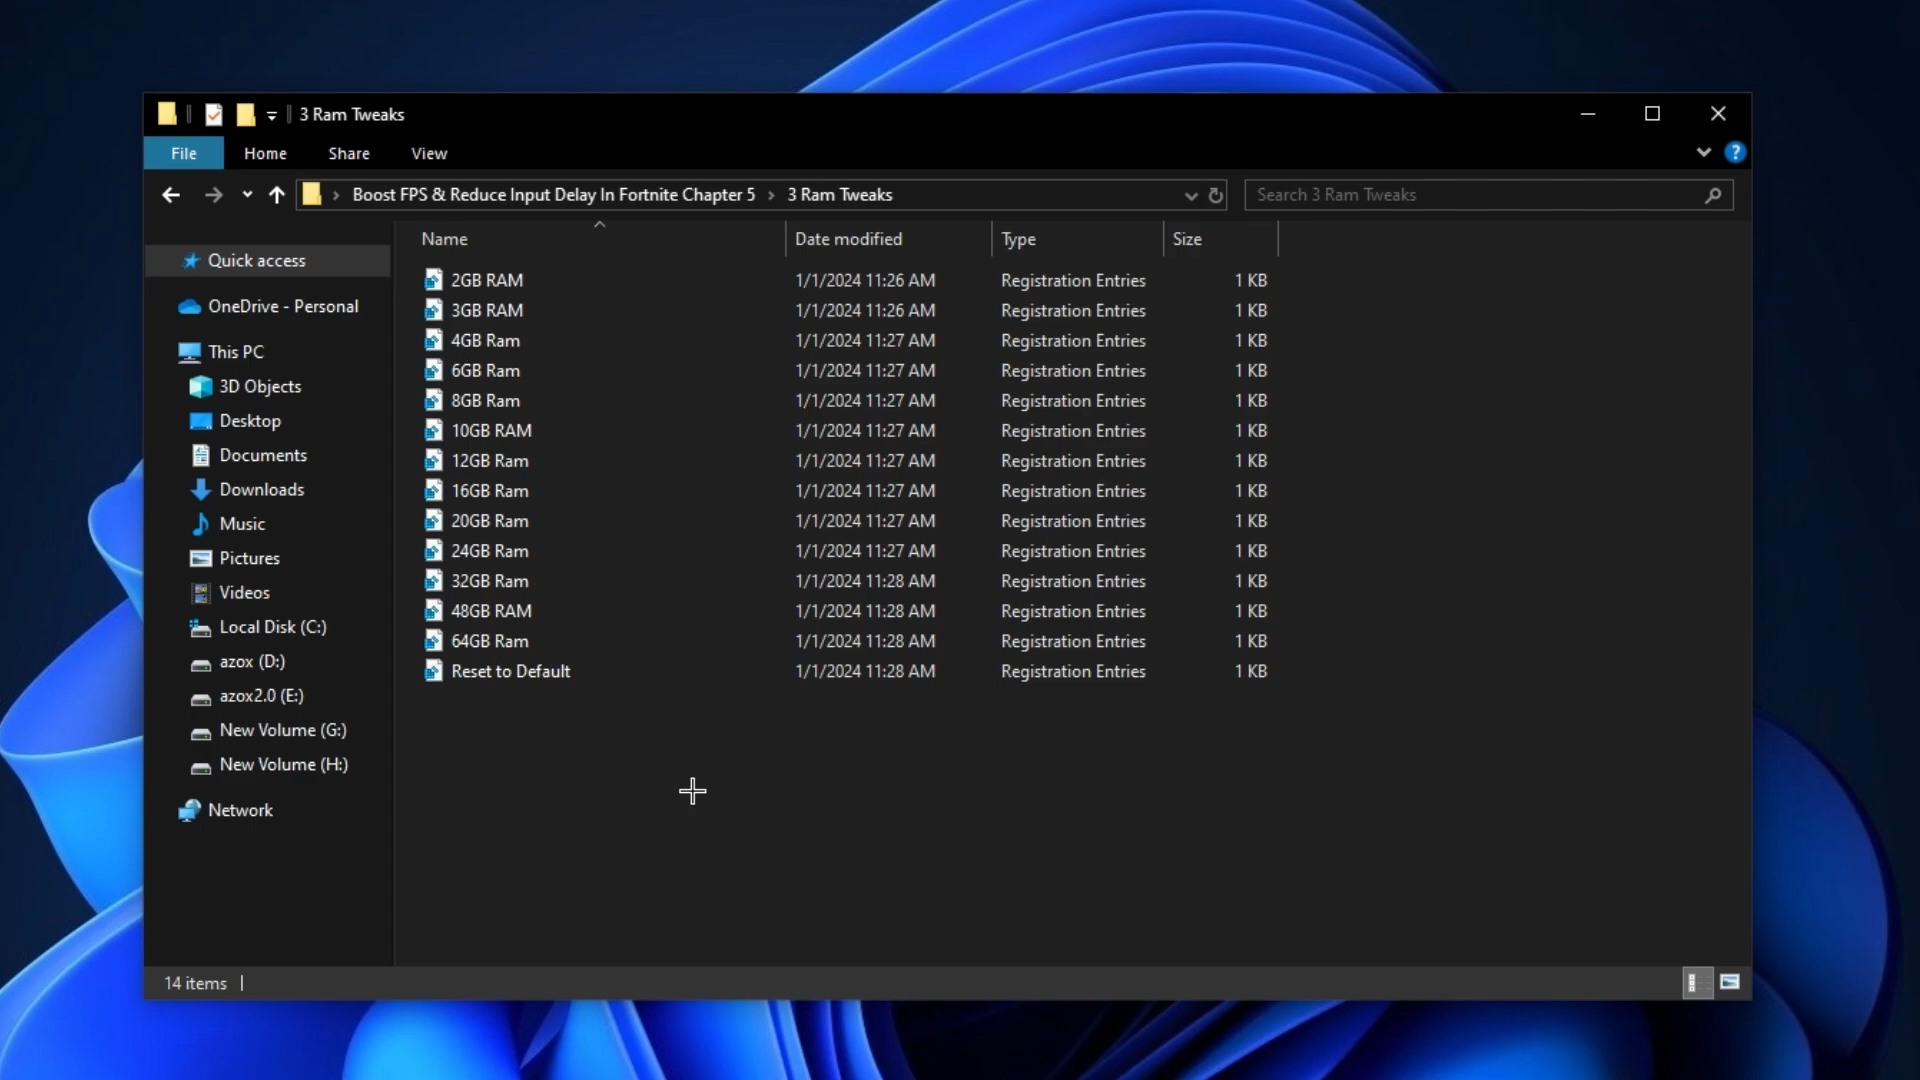 3 Ram Tweaks
File Home Share View
Boost FPS & Reduce Input Delay In Fortnite Chapter 5 > 3 Ram Tweaks
Search 3 Ram Tweaks
Name Date modified Type Size
Quick access
OneDrive - Personal
This PC
3D Objects
Desktop
Documents
Downloads
Music
Pictures
Videos
Local Disk (C:)
azox (D:)
azox2.0 (E:)
New Volume (G:)
New Volume (H:)
Network
2GB RAM 1/1/2024 11:26 AM Registration Entries 1 KB
3GB RAM 1/1/2024 11:26 AM Registration Entries 1 KB
4GB Ram 1/1/2024 11:27 AM Registration Entries 1 KB
6GB Ram 1/1/2024 11:27 AM Registration Entries 1 KB
8GB Ram 1/1/2024 11:27 AM Registration Entries 1 KB
10GB RAM 1/1/2024 11:27 AM Registration Entries 1 KB
12GB Ram 1/1/2024 11:27 AM Registration Entries 1 KB
16GB Ram 1/1/2024 11:27 AM Registration Entries 1 KB
20GB Ram 1/1/2024 11:27 AM Registration Entries 1 KB
24GB Ram 1/1/2024 11:27 AM Registration Entries 1 KB
32GB Ram 1/1/2024 11:28 AM Registration Entries 1 KB
48GB RAM 1/1/2024 11:28 AM Registration Entries 1 KB
64GB Ram 1/1/2024 11:28 AM Registration Entries 1 KB
Reset to Default 1/1/2024 11:28 AM Registration Entries 1 KB
14 items